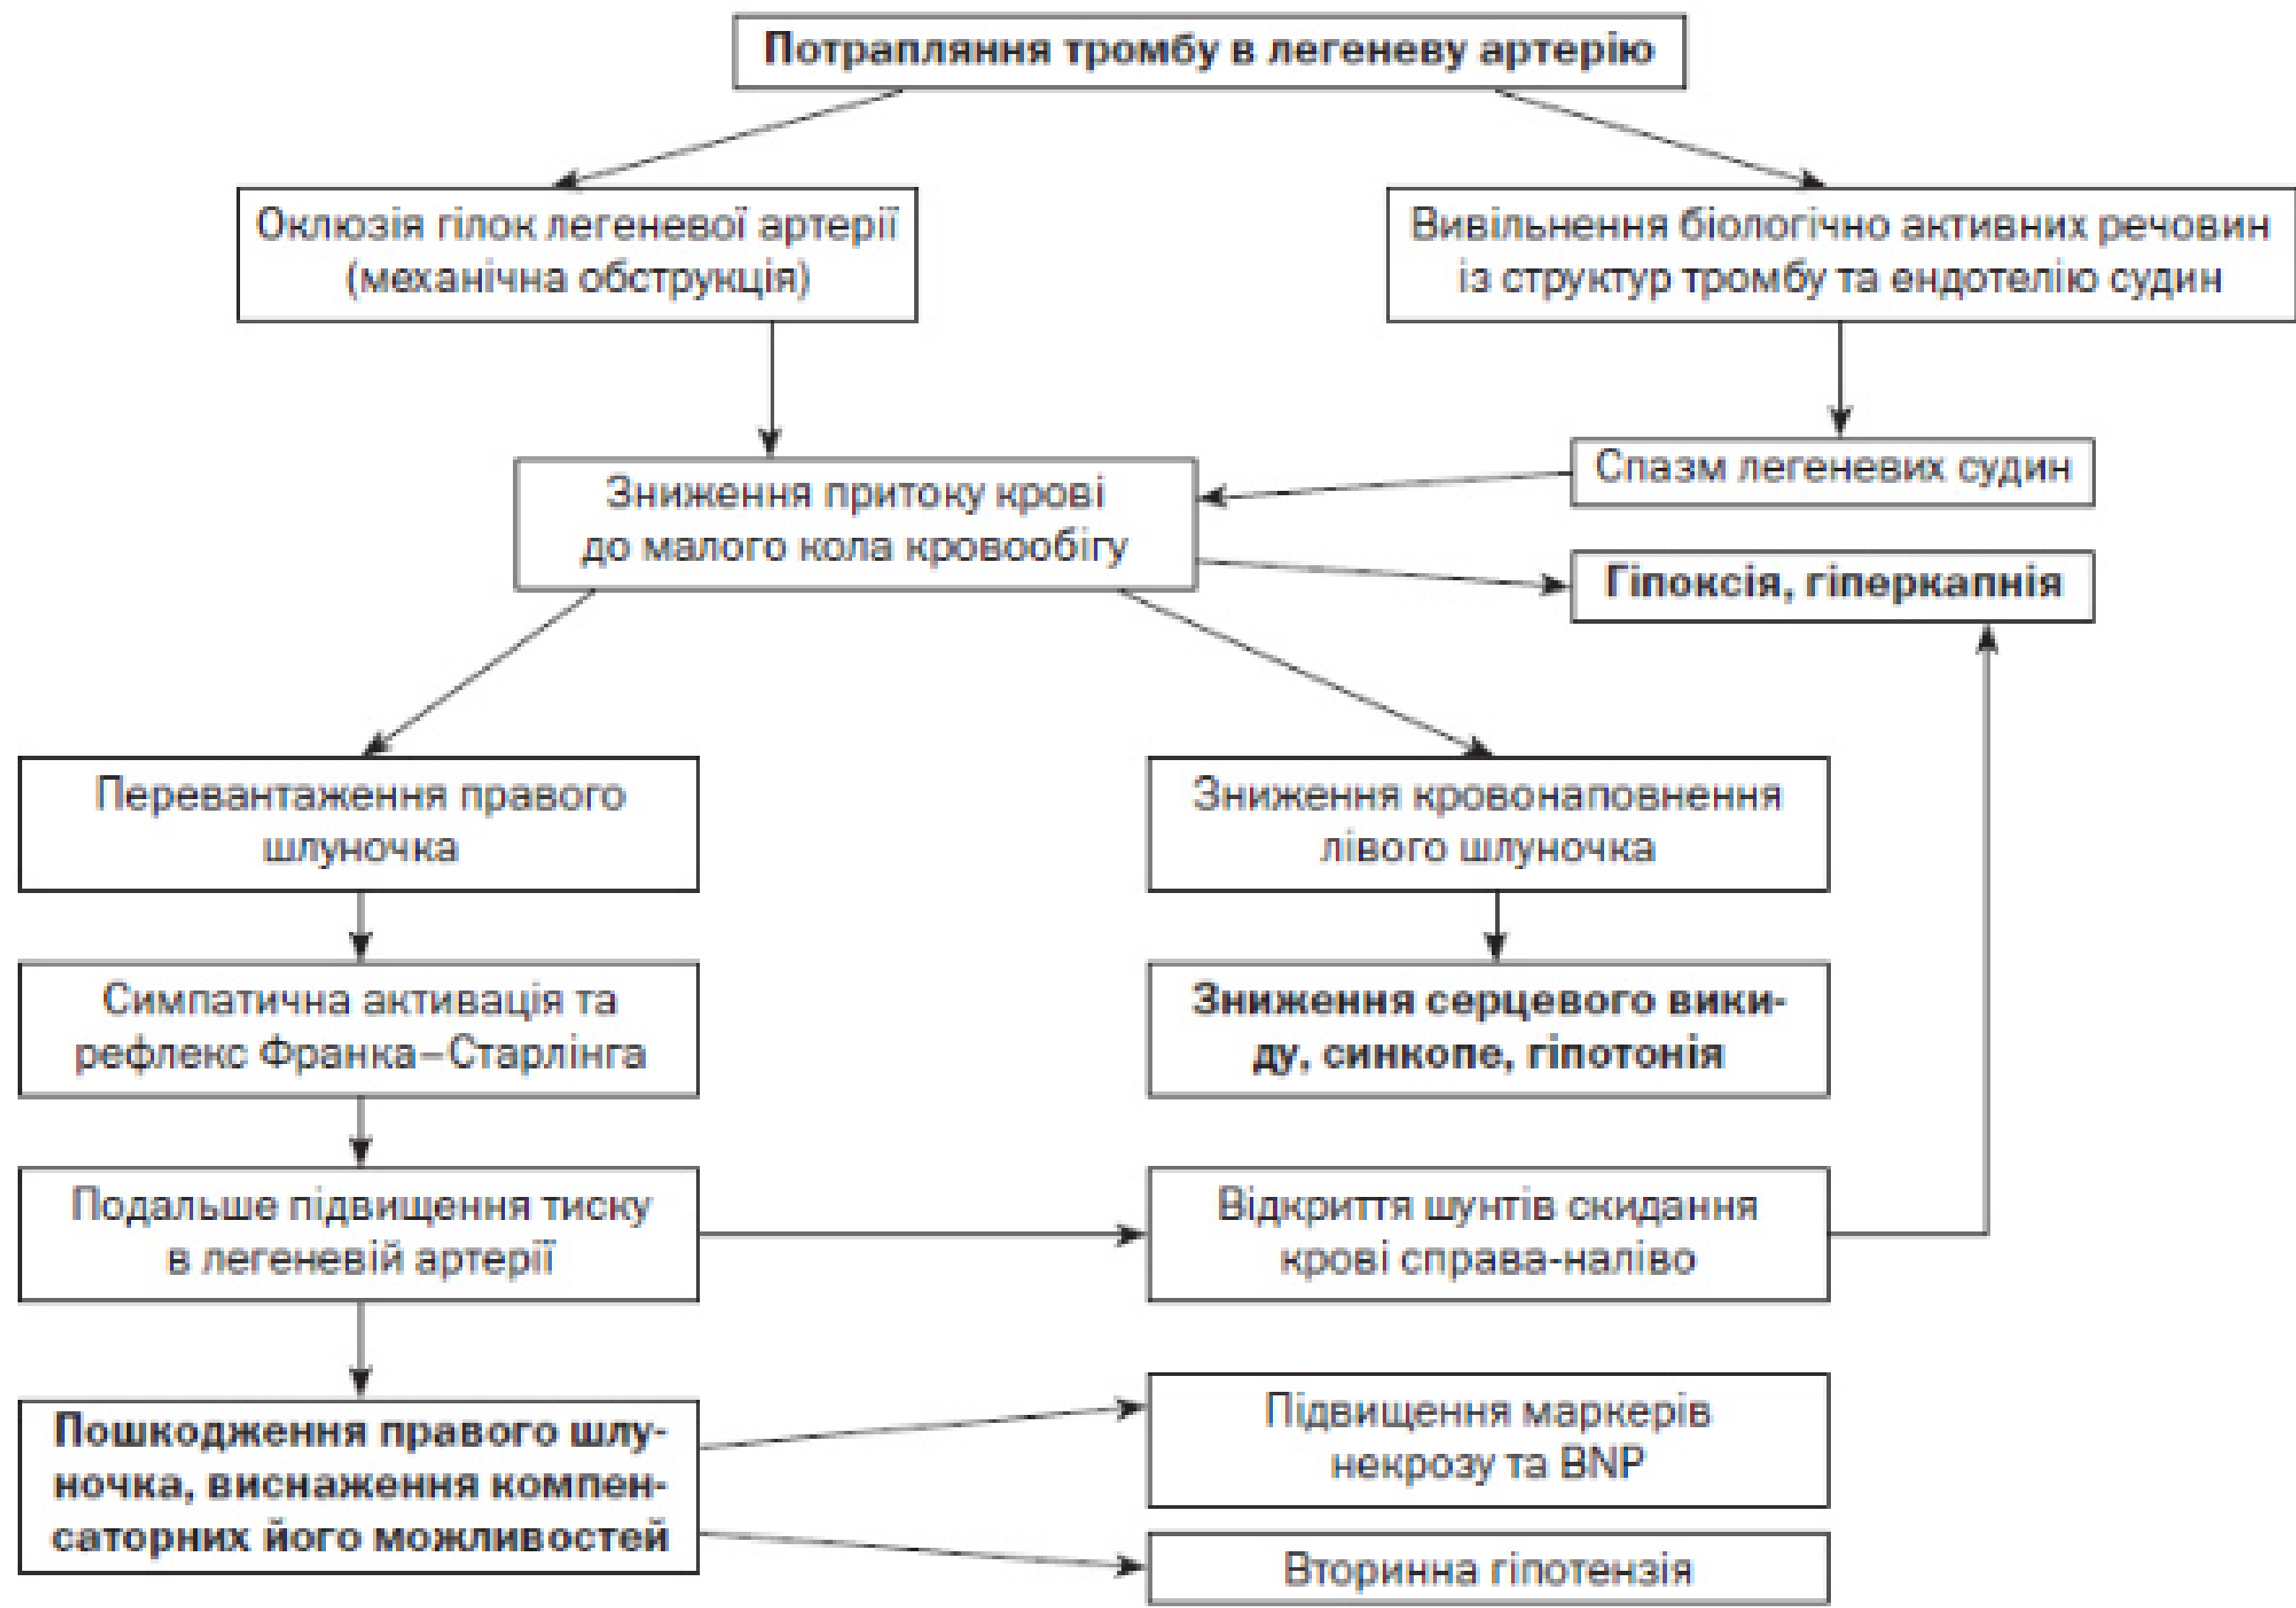 Потрапляння тромбу в легеневу артерію
Оклюзія гілок легеневої артерії
(механічна обструкція)
Вивільнення біологічно активних речовин
із структур тромбу та ендотелію судин
Спазм легеневих судин
Зниження притоку крові
до малого кола кровообігу
Гіпоксія, гіперкапнія
Перевантаження правого
шлуночка
Зниження кровонаповнення
лівого шлуночка
Симпатична активація та
рефлекс Франка–Старлінга
Зниження серцевого вики-
ду, синкопе, гіпотонія
Подальше підвищення тиску
в легеневій артерії
Відкриття шунтів скидання
крові справа-наліво
Пошкодження правого шлу-
ночка, виснаження компен-
саторних його можливостей
Підвищення маркерів
некрозу та BNP
Вторинна гіпотензія